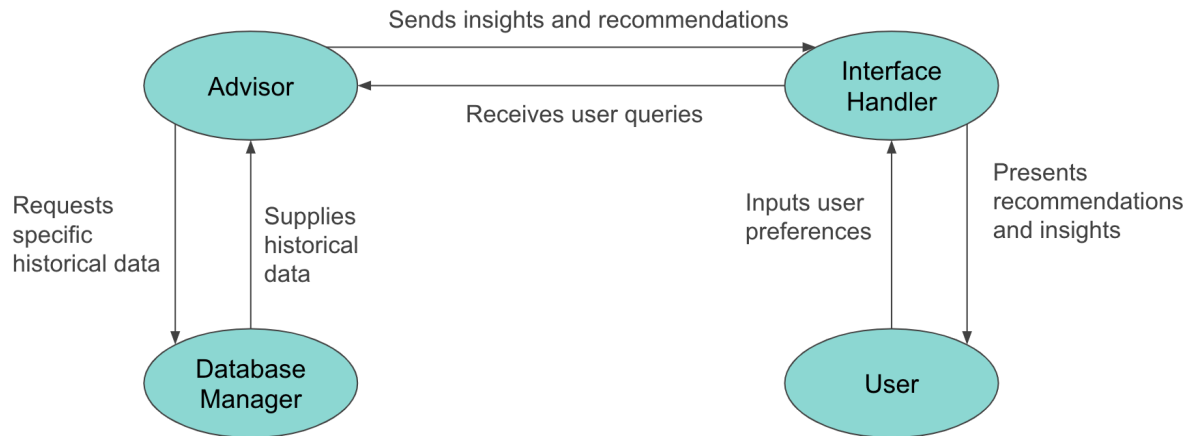 Sends insights and recommendations
Advisor
Interface
Handler
Receives user queries
Requests
specific
historical data
Supplies
historical
data
Inputs user
preferences
Presents
recommendations
and insights
Database
Manager
User